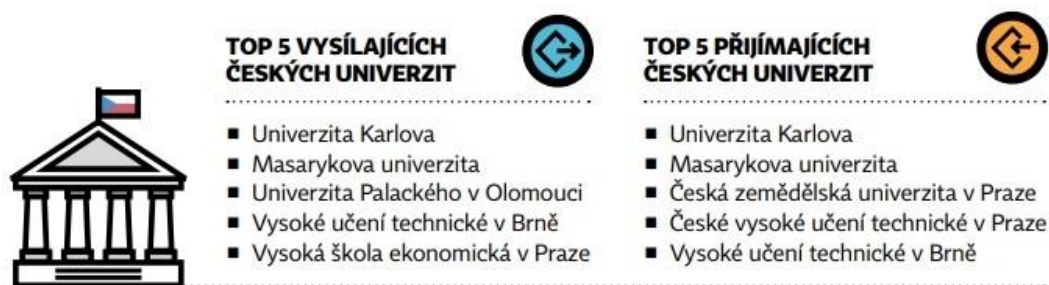 TOP 5 VYSÍLAJÍCÍCH
ČESKÝCH UNIVERZIT
■ Univerzita Karlova
■ Masarykova univerzita
■ Univerzita Palackého v Olomouci
■ Vysoké učení technické v Brně
■ Vysoká škola ekonomická v Praze
TOP 5 PŘIJÍMAJÍCÍCH
ČESKÝCH UNIVERZIT
■ Univerzita Karlova
■ Masarykova univerzita
■ Česká zemědělská univerzita v Praze
■ České vysoké učení technické v Praze
■ Vysoké učení technické v Brně